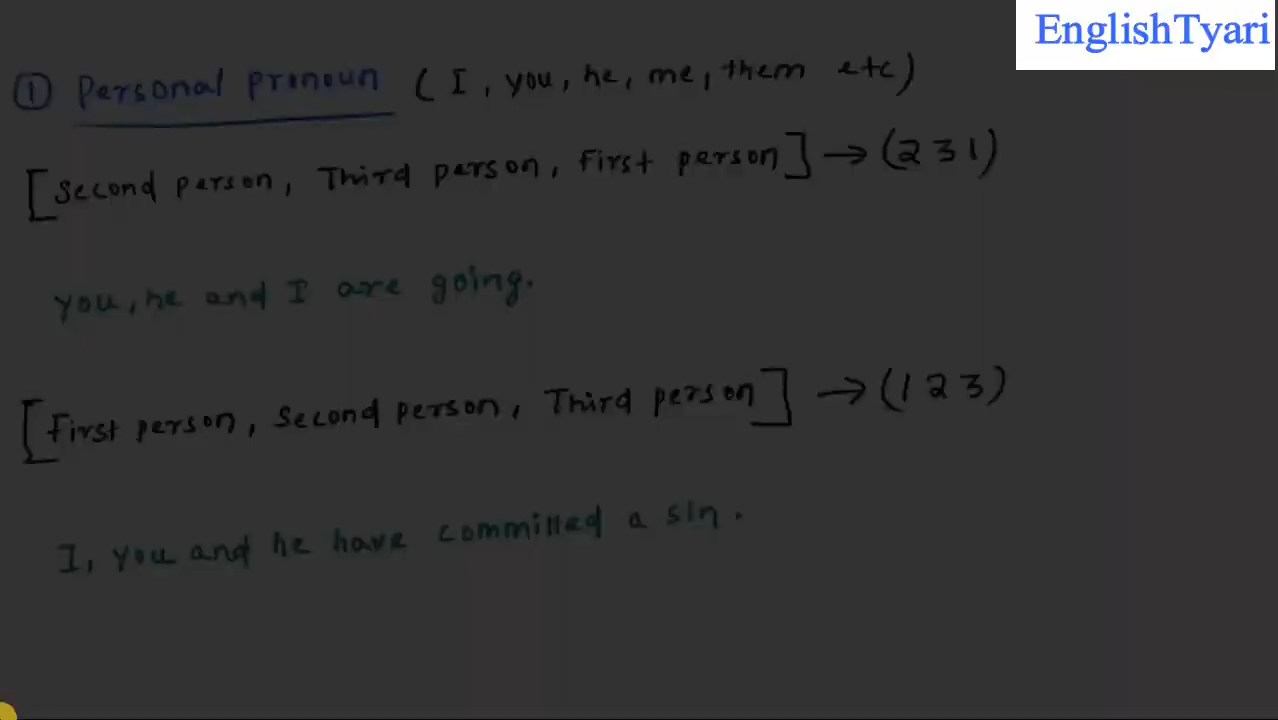 EnglishTyari
① Personal pronoun ( I, you, he, me, them etc )
[Second person, Third person, First person] → (2 3 1)
you, he and I are going.
[First person, Second person, Third person] → (1 2 3)
I, you and he have committed a sin.